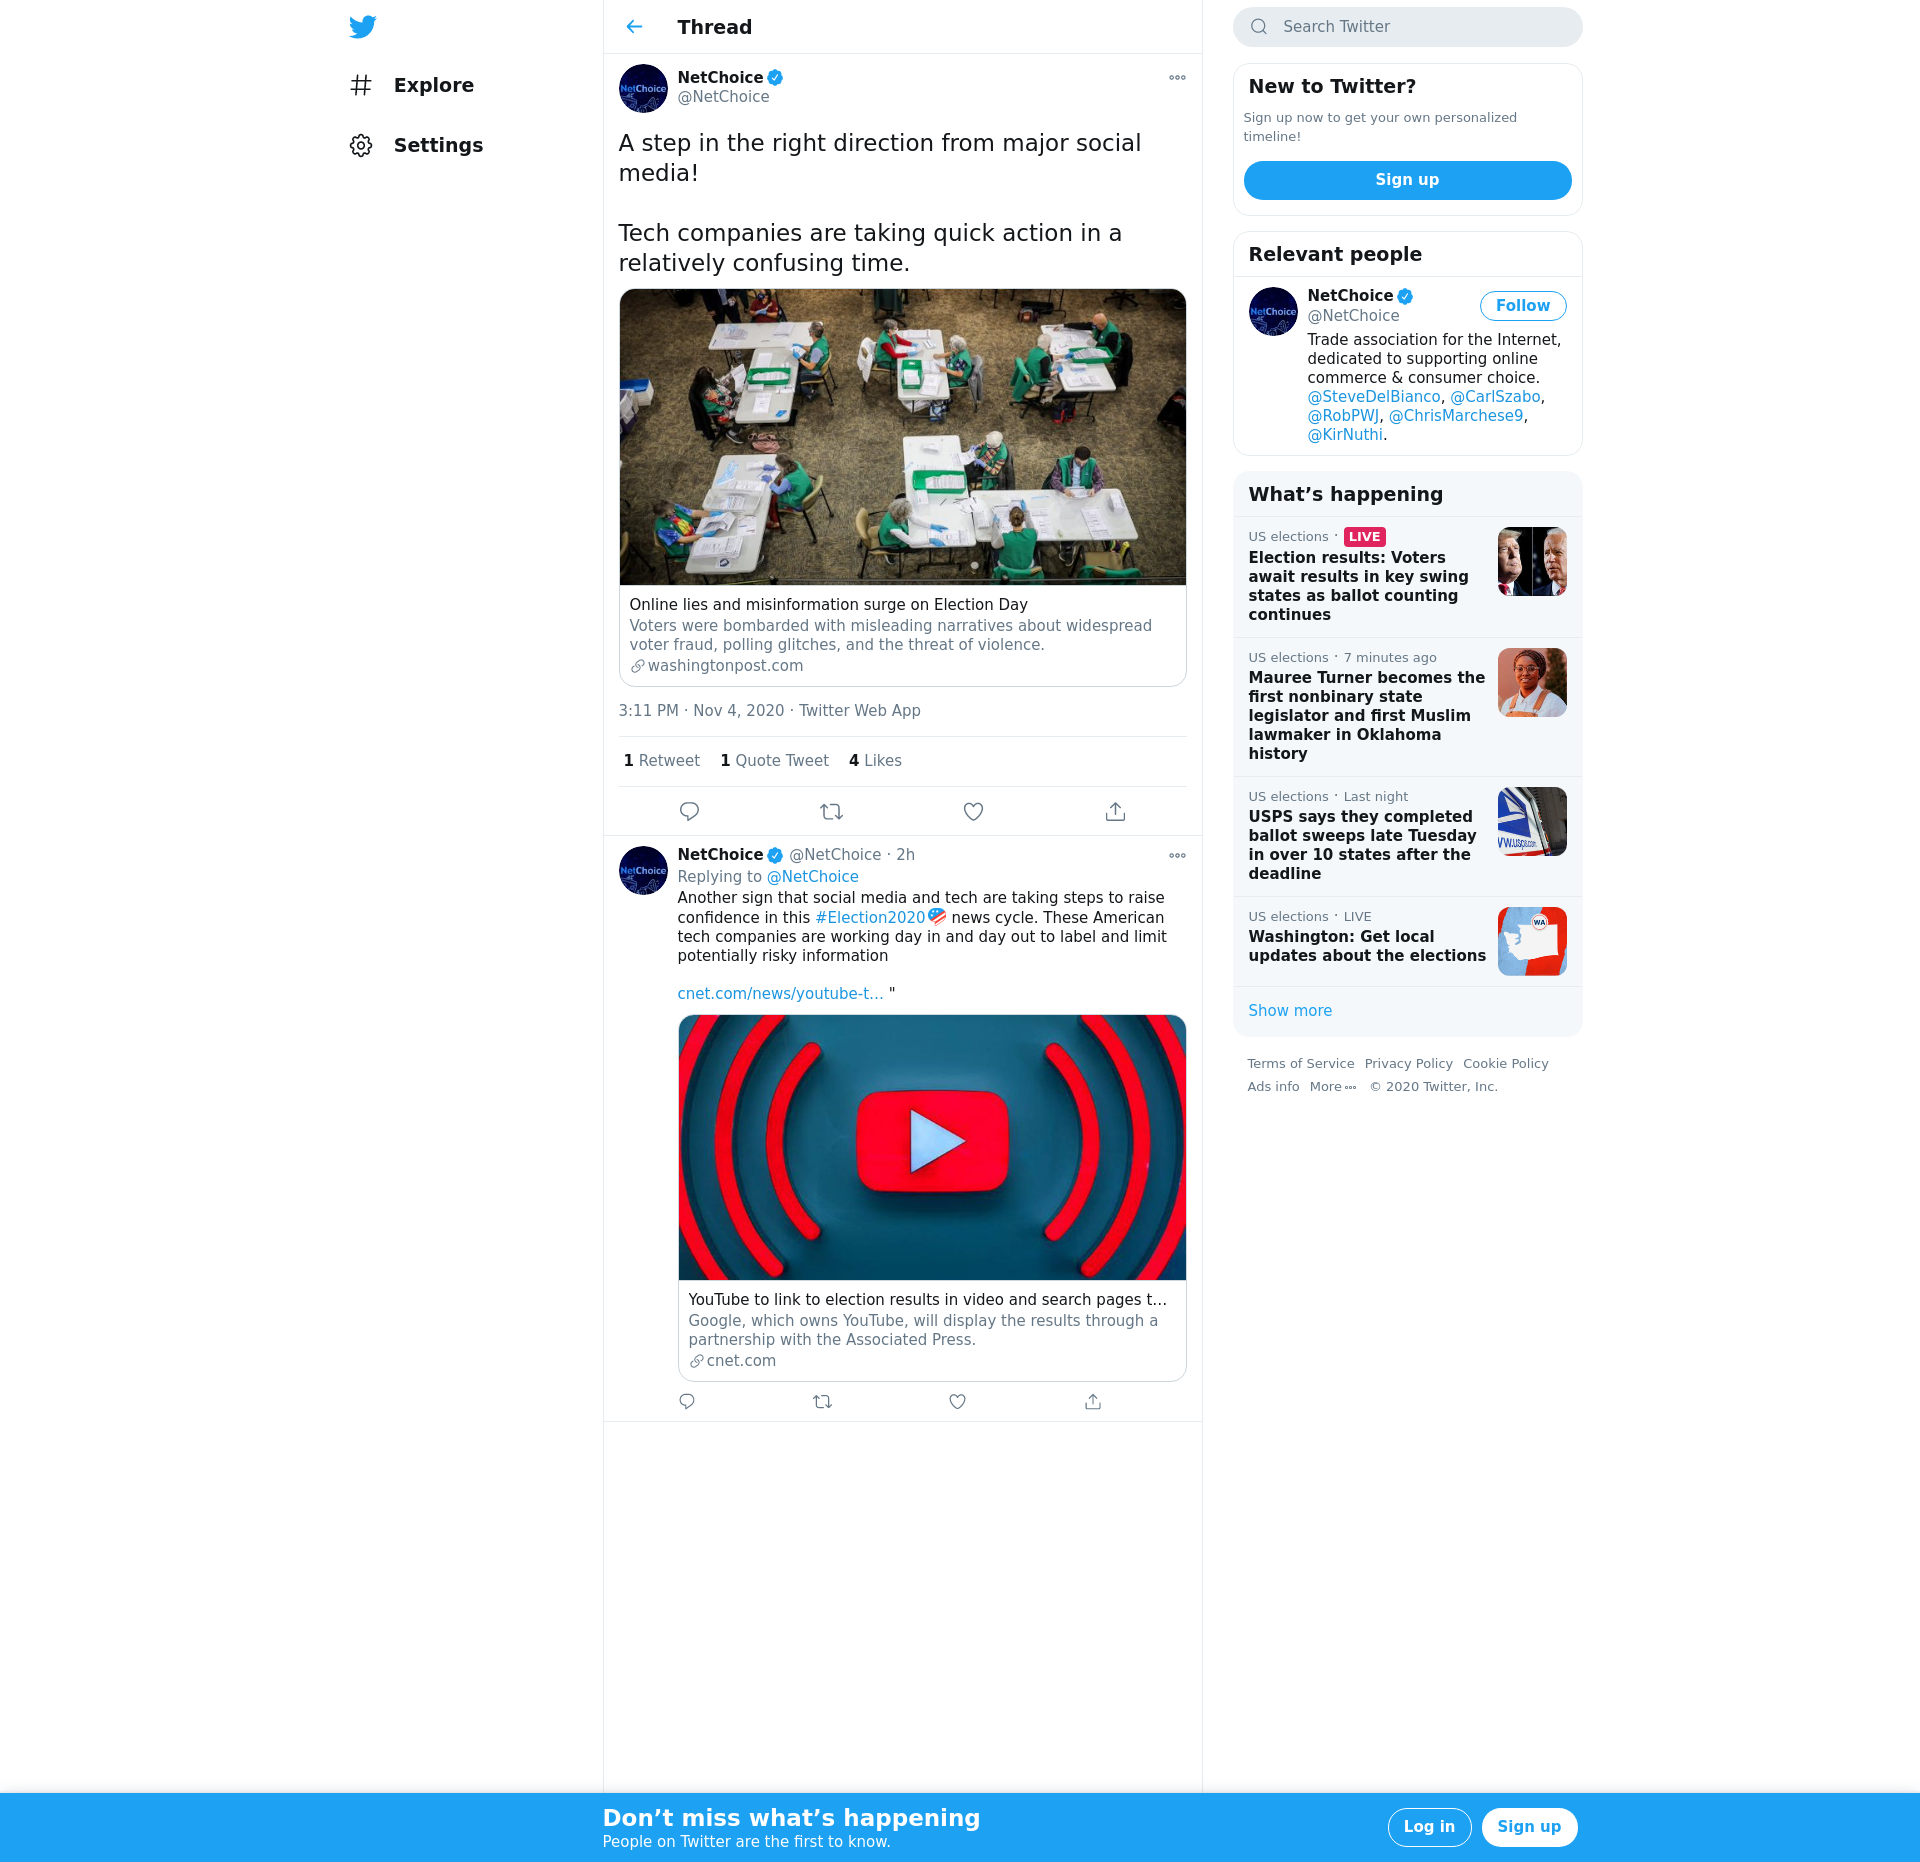 Explore
Settings
Thread
NetChoice
@NetChoice
NetChoice
A step in the right direction from major social
media!
Tech companies are taking quick action in a
relatively confusing time.
Online lies and misinformation surge on Election Day
Voters were bombarded with misleading narratives about widespread
voter fraud, polling glitches, and the threat of violence.
washingtonpost.com
3:11 PM · Nov 4, 2020 · Twitter Web App
1 Retweet 1 Quote Tweet 4 Likes
NetChoice @NetChoice · 2h
NetChoice
Replying to @NetChoice
Another sign that social media and tech are taking steps to raise
confidence in this #Election2020 news cycle. These American
tech companies are working day in and day out to label and limit
potentially risky information
cnet.com/news/youtube-t… "
YouTube to link to election results in video and search pages t…
Google, which owns YouTube, will display the results through a
partnership with the Associated Press.
cnet.com
Search Twitter
New to Twitter?
Sign up now to get your own personalized
timeline!
Sign up
Relevant people
NetChoice
@NetChoice
NetChoice
Follow
Trade association for the Internet,
dedicated to supporting online
commerce & consumer choice.
@SteveDelBianco, @CarlSzabo,
@RobPWJ, @ChrisMarchese9,
@KirNuthi.
What’s happening
US elections · LIVE
Election results: Voters
await results in key swing
states as ballot counting
continues
US elections · 7 minutes ago
Mauree Turner becomes the
first nonbinary state
legislator and first Muslim
lawmaker in Oklahoma
history
US elections · Last night
USPS says they completed
ballot sweeps late Tuesday
in over 10 states after the
deadline
US elections · LIVE
Washington: Get local
updates about the elections
WA
Show more
Terms of Service Privacy Policy Cookie Policy
Ads info More © 2020 Twitter, Inc.
Don’t miss what’s happening
People on Twitter are the first to know.
Log in
Sign up